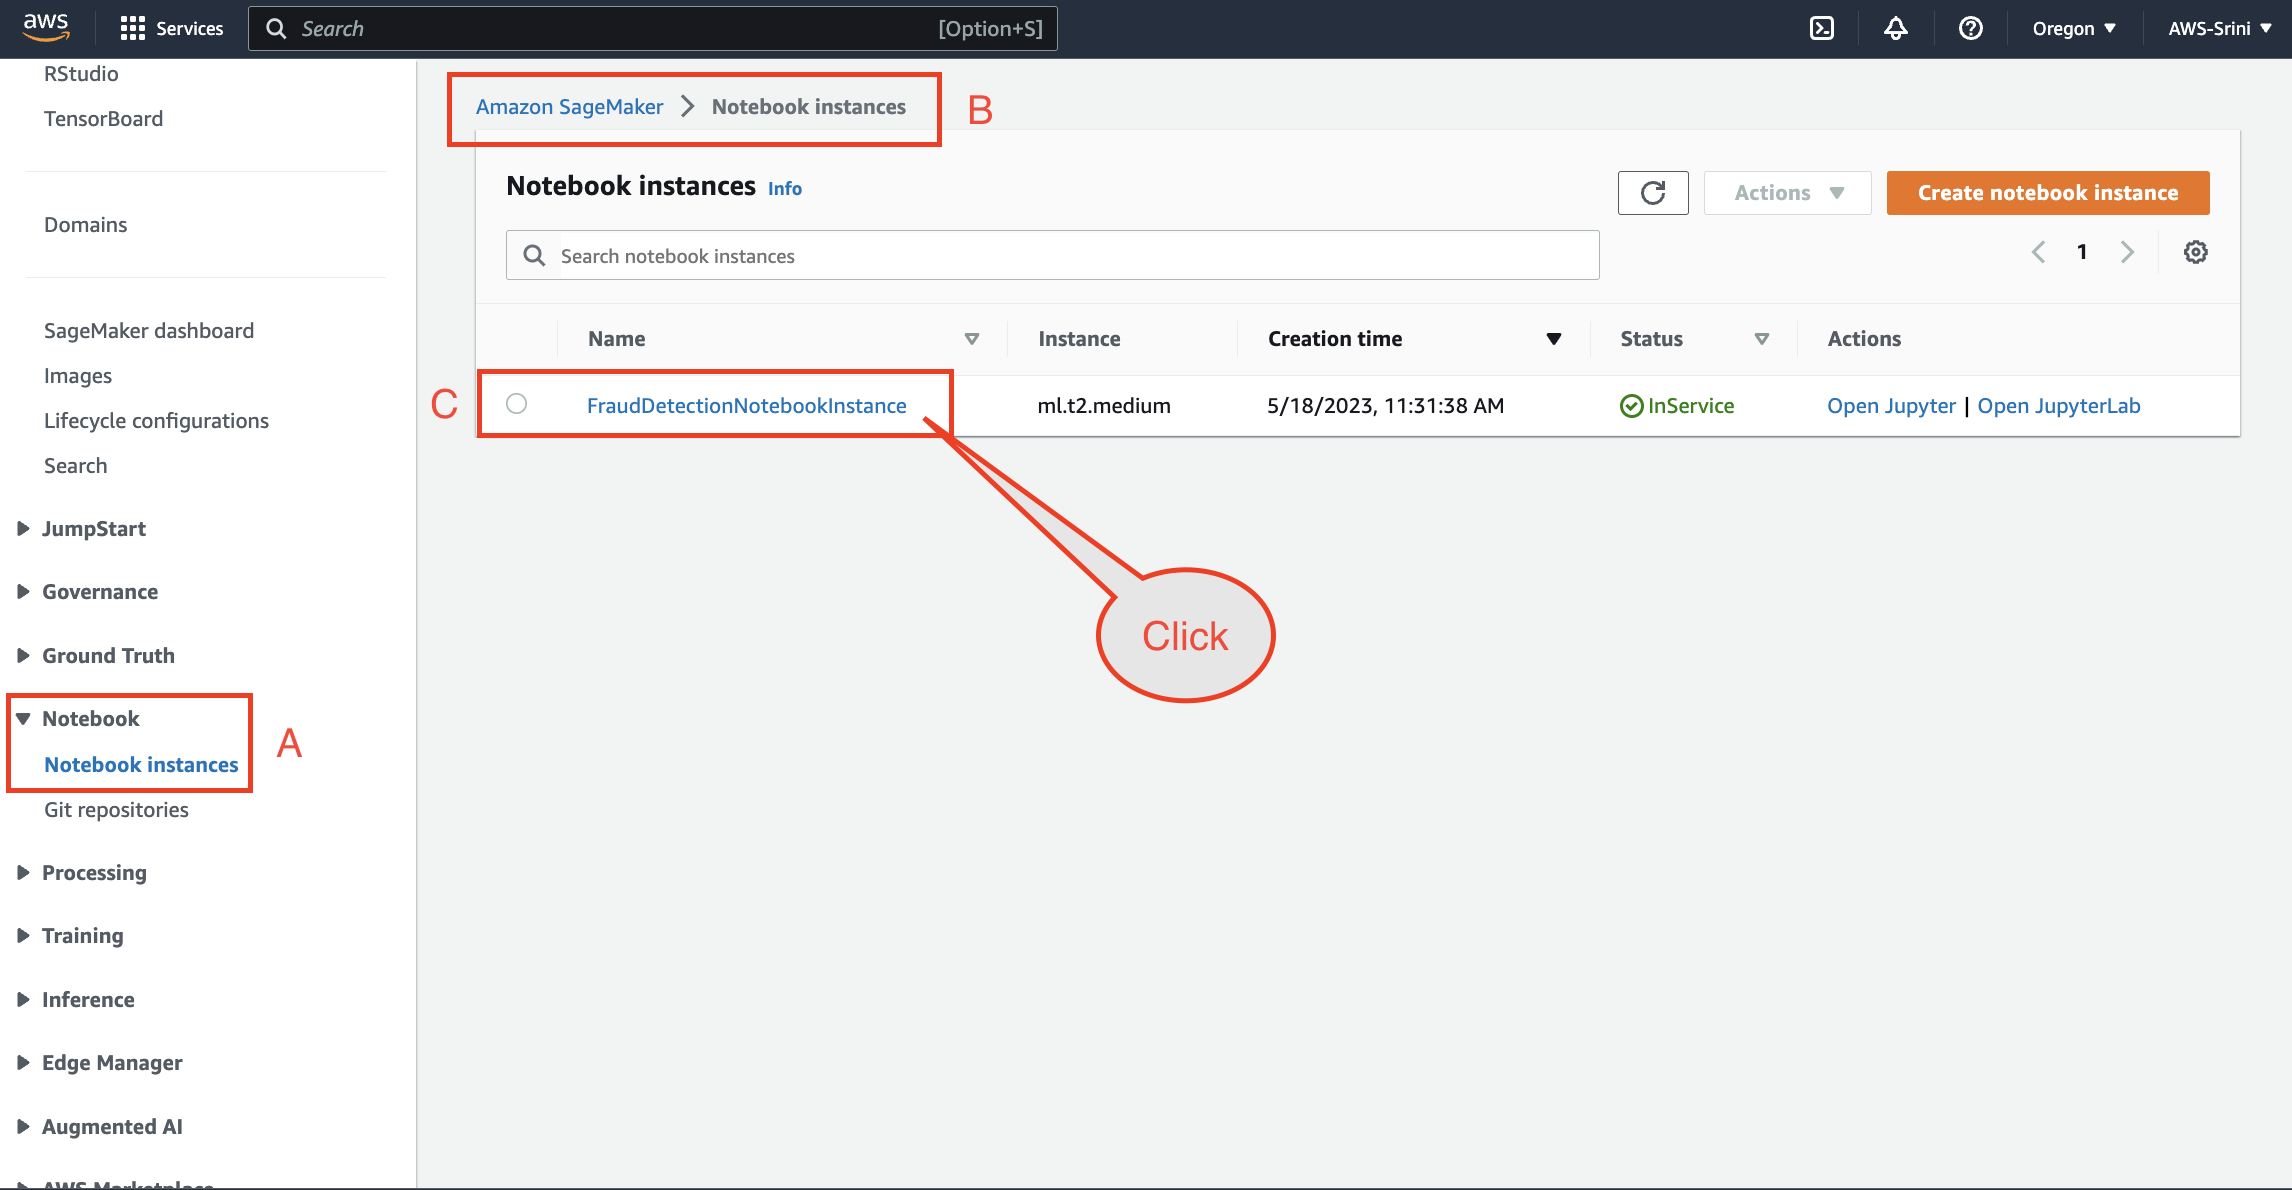 aws Services Search [Option+S] Oregon AWS-Srini
RStudio
TensorBoard
Domains
SageMaker dashboard
Images
Lifecycle configurations
Search
JumpStart
Governance
Ground Truth
Notebook
Notebook instances
A
Git repositories
Processing
Training
Inference
Edge Manager
Augmented AI
AWS Marketplace
Amazon SageMaker Notebook instances B
Notebook instances Info Actions Create notebook instance
Search notebook instances 1
Name Instance Creation time Status Actions
C FraudDetectionNotebookInstance ml.t2.medium 5/18/2023, 11:31:38 AM InService Open Jupyter | Open JupyterLab
Click